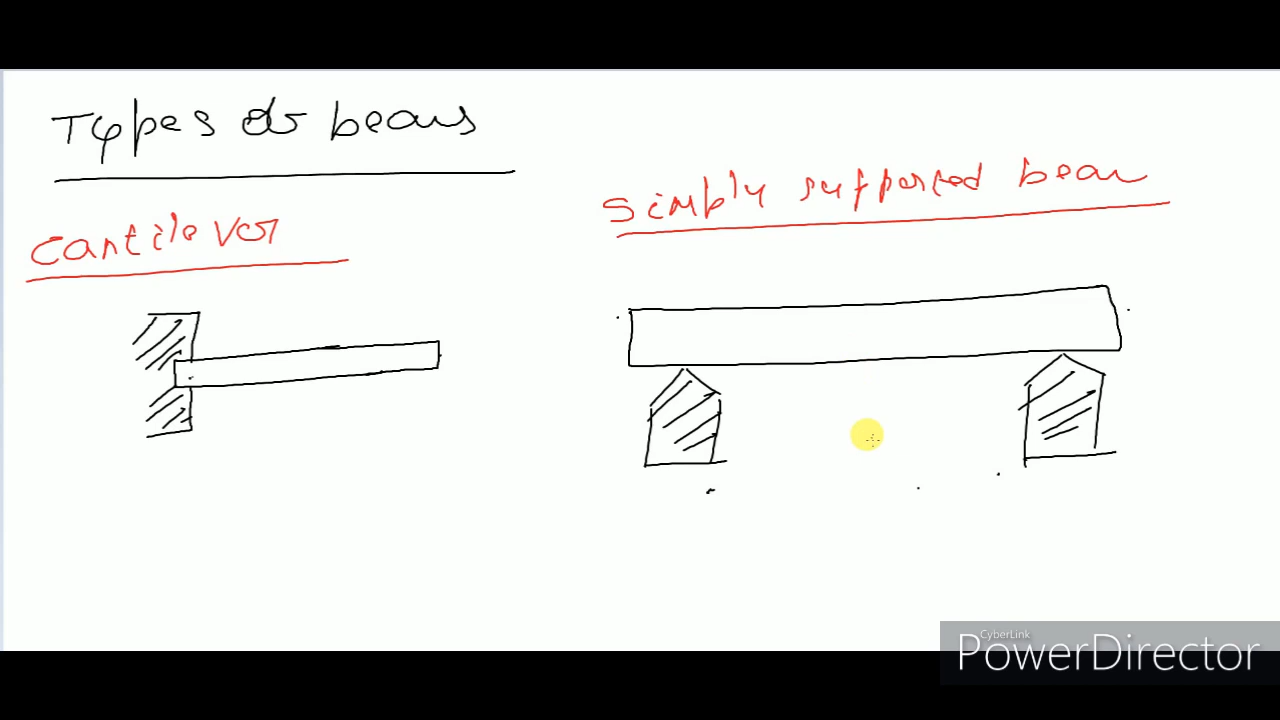 Types of beams
Cantilever
Simply supported beam
CyberLink
PowerDirector